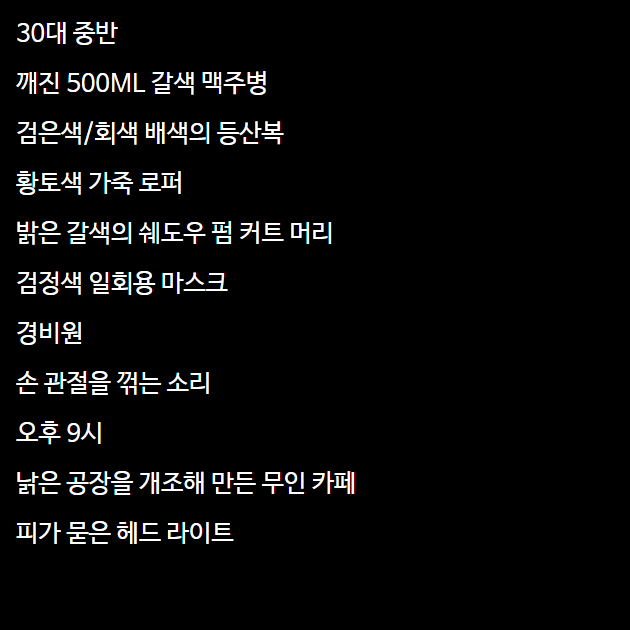 30대 중반
깨진 500ML 갈색 맥주병
검은색/회색 배색의 등산복
황토색 가죽 로퍼
밝은 갈색의 쉐도우 펌 커트 머리
검정색 일회용 마스크
경비원
손 관절을 꺾는 소리
오후 9시
낡은 공장을 개조해 만든 무인 카페
피가 묻은 헤드 라이트